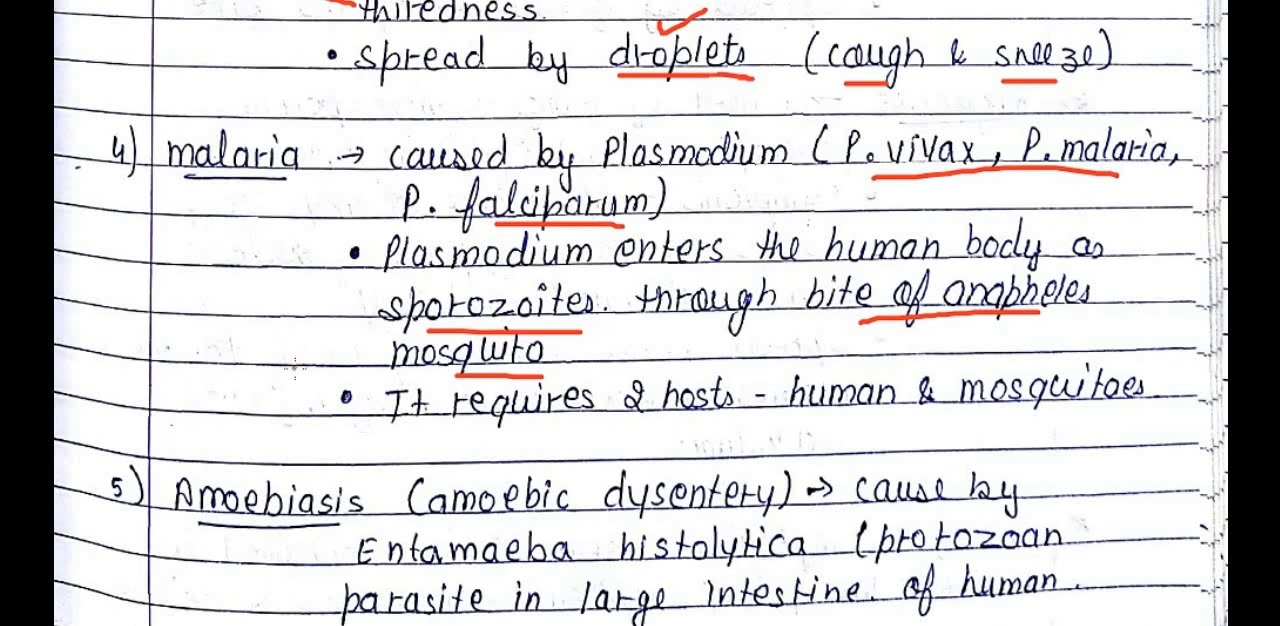 thiredness.
• spread by droplets (cough & sneeze)
4) malaria → caused by Plasmodium (P. vivax, P. malaria,
P. falciparum)
• Plasmodium enters the human body as
sporozoites. through bite of anapheles
mosquito
• It requires 2 hosts - human & mosquitoes
5) Amoebiasis (amoebic dysentery) → cause by
Entamaeba histolytica (protozoan
parasite in large intestine. of human